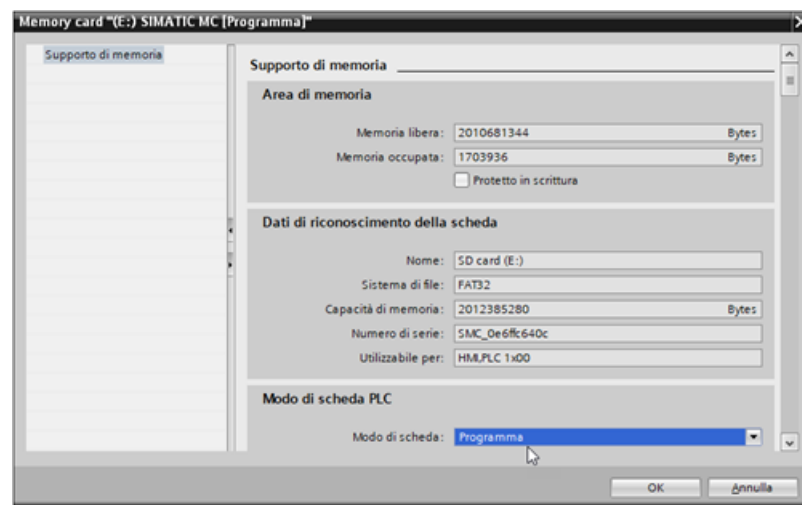 Memory card "(E:) SIMATIC MC [Programma]"
Supporto di memoria
Supporto di memoria
Area di memoria
Memoria libera: 2010681344 Bytes
Memoria occupata: 1703936 Bytes
Protetto in scrittura
Dati di riconoscimento della scheda
Nome: SD card (E:)
Sistema di file: FAT32
Capacità di memoria: 2012385280 Bytes
Numero di serie: SMC_0e6ffc640c
Utilizzabile per: HMI,PLC 1x00
Modo di scheda PLC
Modo di scheda: Programma
OK Annulla